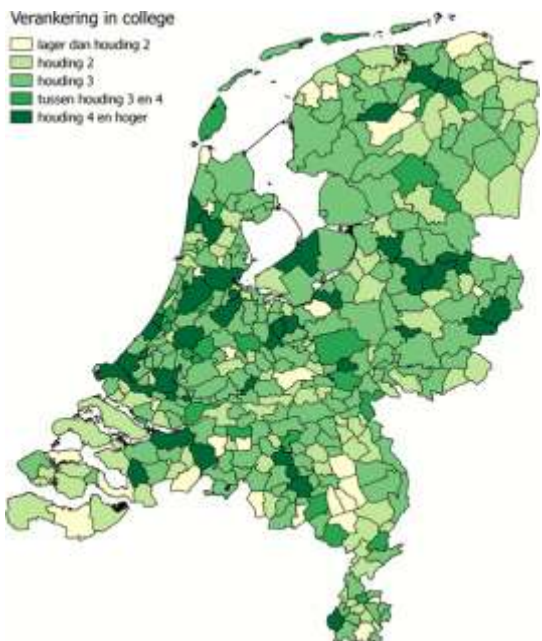 Verankering in college
lager dan houding 2
houding 2
houding 3
tussen houding 3 en 4
houding 4 en hoger